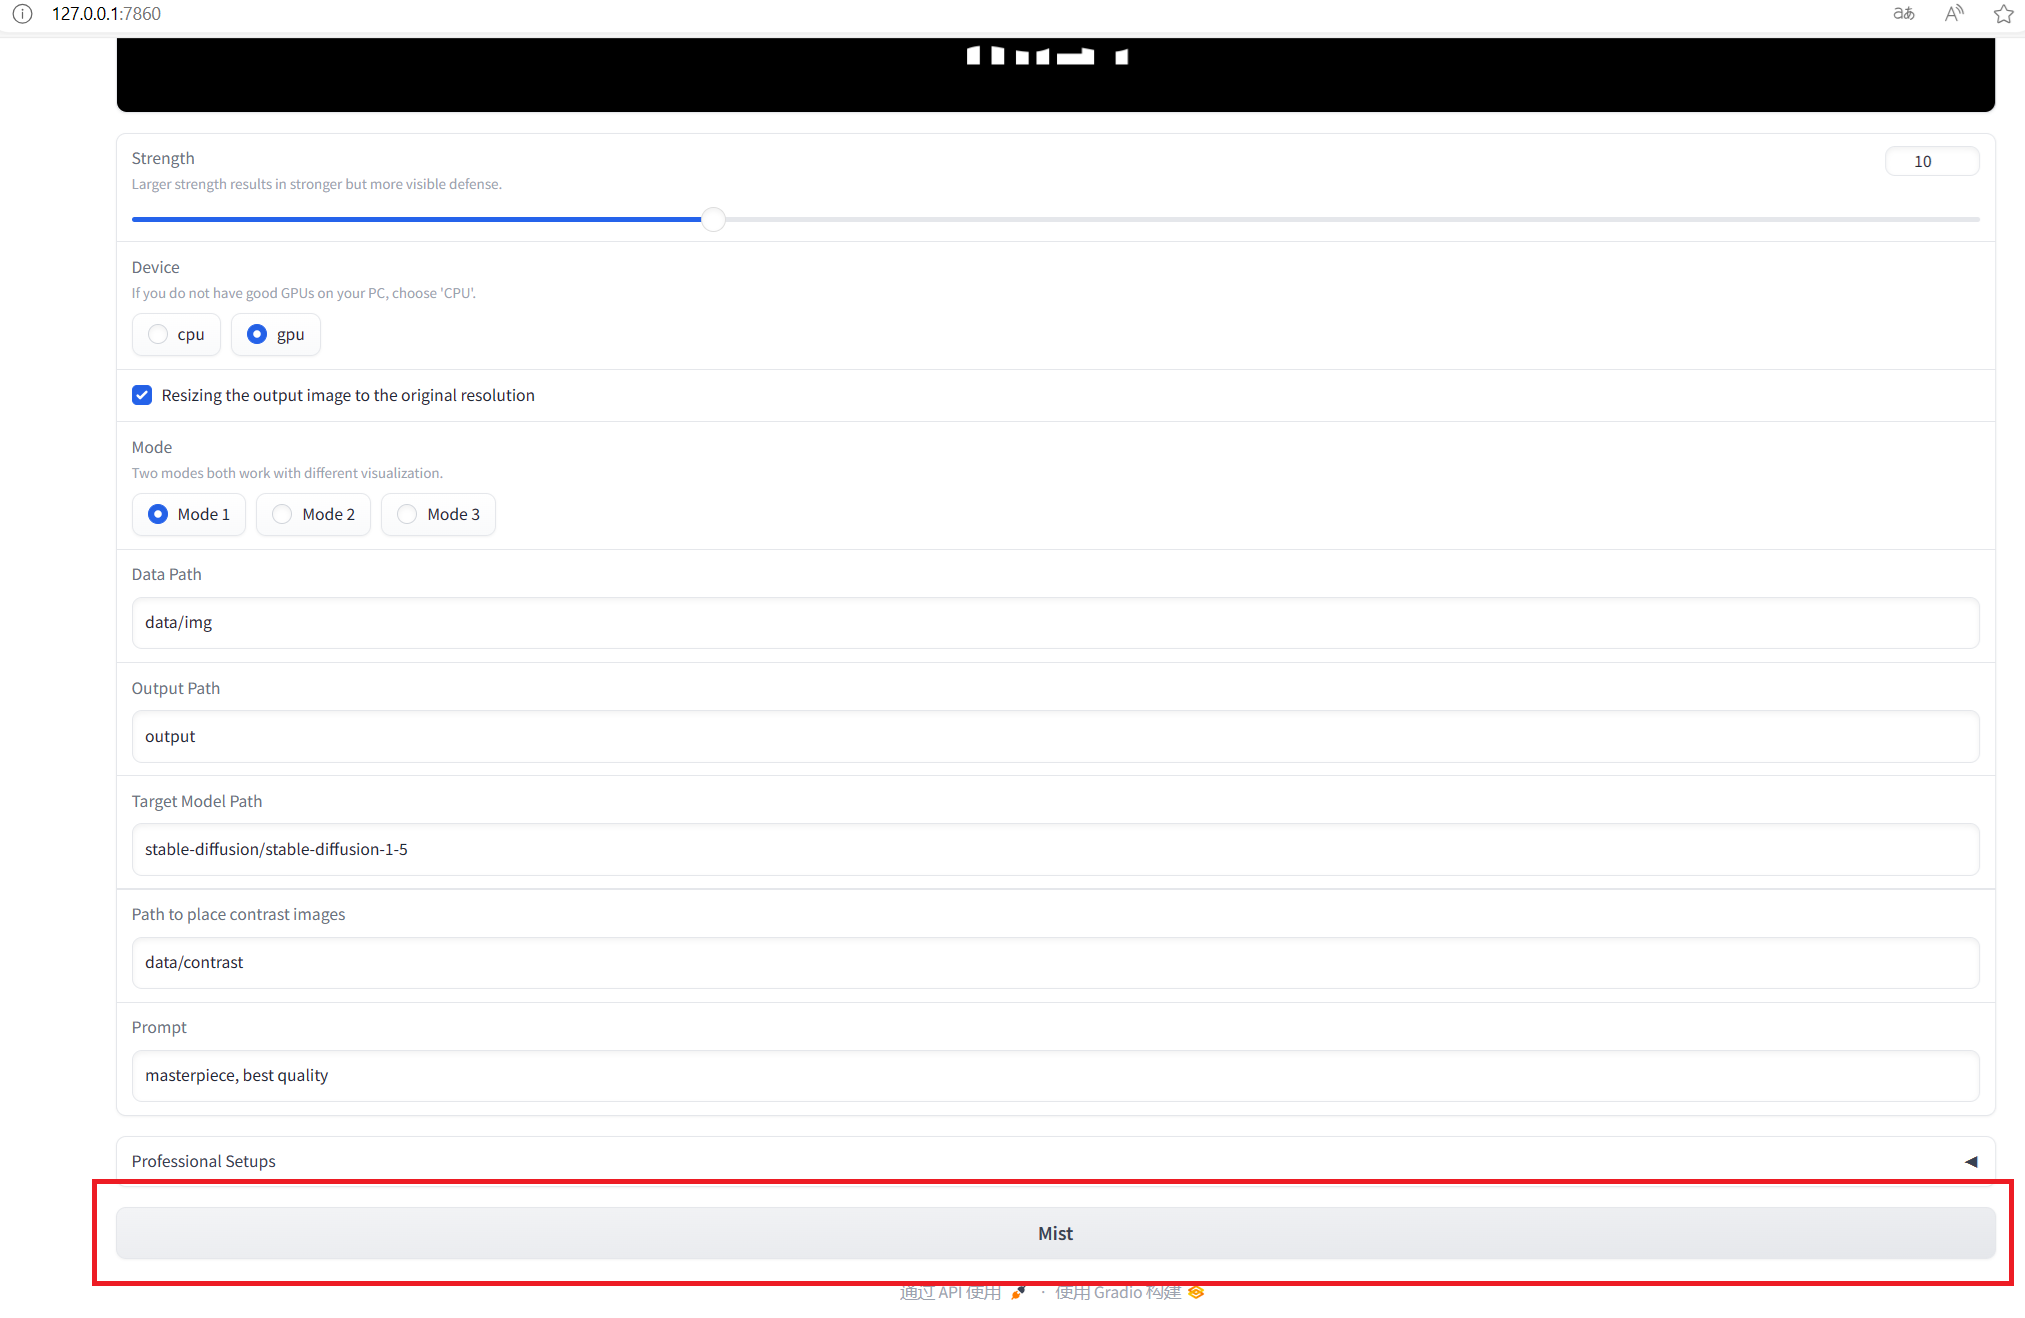 127.0.0.1:7860
aあ
A
Strength
10
Larger strength results in stronger but more visible defense.
Device
If you do not have good GPUs on your PC, choose 'CPU'.
cpu
gpu
Resizing the output image to the original resolution
Mode
Two modes both work with different visualization.
Mode 1
Mode 2
Mode 3
Data Path
data/img
Output Path
output
Target Model Path
stable-diffusion/stable-diffusion-1-5
Path to place contrast images
data/contrast
Prompt
masterpiece, best quality
Professional Setups
Mist
通过 API 使用 🚀 · 使用 Gradio 构建